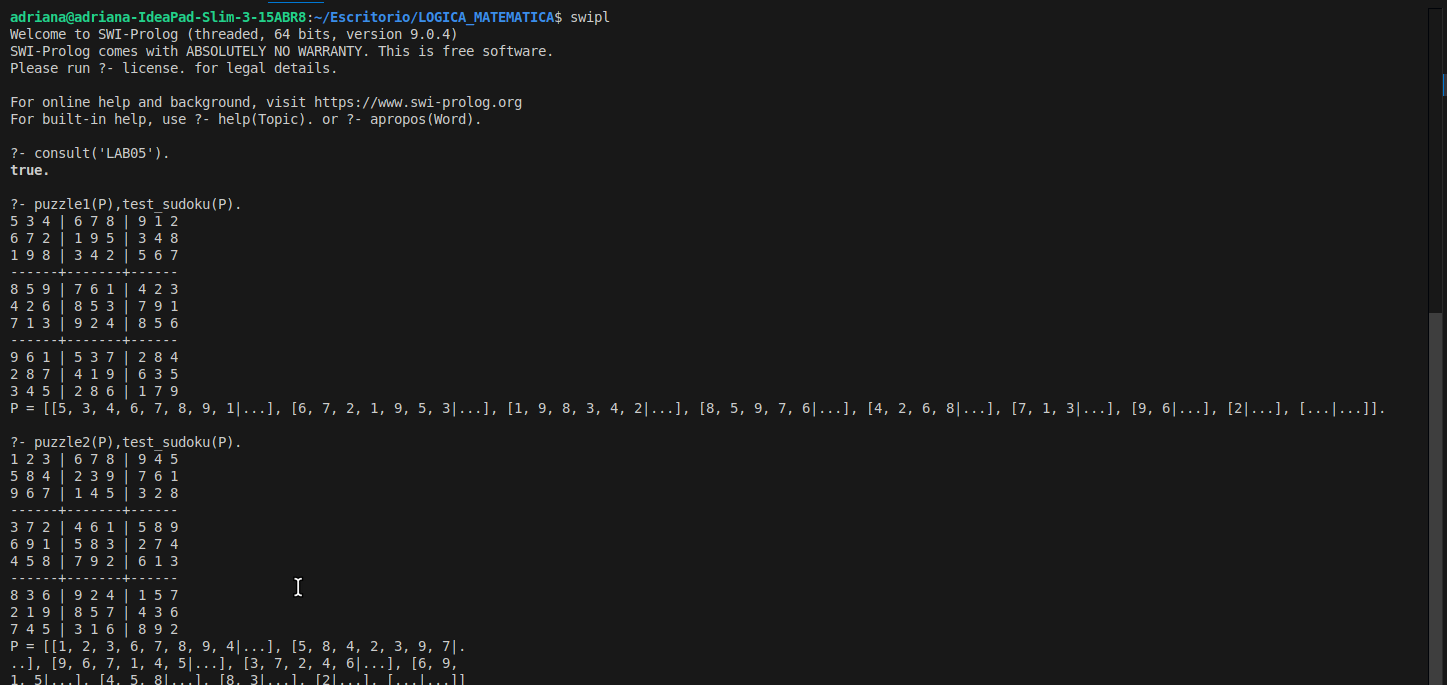 adriana@adriana-IdeaPad-Slim-3-15ABR8:~/Escritorio/LOGICA_MATEMATICA$ swipl
Welcome to SWI-Prolog (threaded, 64 bits, version 9.0.4)
SWI-Prolog comes with ABSOLUTELY NO WARRANTY. This is free software.
Please run ?- license. for legal details.

For online help and background, visit https://www.swi-prolog.org
For built-in help, use ?- help(Topic). or ?- apropos(Word).

?- consult('LAB05').
true.

?- puzzle1(P),test_sudoku(P).
5 3 4 | 6 7 8 | 9 1 2
6 7 2 | 1 9 5 | 3 4 8
1 9 8 | 3 4 2 | 5 6 7
------+-------+------
8 5 9 | 7 6 1 | 4 2 3
4 2 6 | 8 5 3 | 7 9 1
7 1 3 | 9 2 4 | 8 5 6
------+-------+------
9 6 1 | 5 3 7 | 2 8 4
2 8 7 | 4 1 9 | 6 3 5
3 4 5 | 2 8 6 | 1 7 9
P = [[5, 3, 4, 6, 7, 8, 9, 1|...], [6, 7, 2, 1, 9, 5, 3|...], [1, 9, 8, 3, 4, 2|...], [8, 5, 9, 7, 6|...], [4, 2, 6, 8|...], [7, 1, 3|...], [9, 6|...], [2|...], [...|...]].

?- puzzle2(P),test_sudoku(P).
1 2 3 | 6 7 8 | 9 4 5
5 8 4 | 2 3 9 | 7 6 1
9 6 7 | 1 4 5 | 3 2 8
------+-------+------
3 7 2 | 4 6 1 | 5 8 9
6 9 1 | 5 8 3 | 2 7 4
4 5 8 | 7 9 2 | 6 1 3
------+-------+------
8 3 6 | 9 2 4 | 1 5 7
2 1 9 | 8 5 7 | 4 3 6
7 4 5 | 3 1 6 | 8 9 2
P = [[1, 2, 3, 6, 7, 8, 9, 4|...], [5, 8, 4, 2, 3, 9, 7|.
..], [9, 6, 7, 1, 4, 5|...], [3, 7, 2, 4, 6|...], [6, 9,
1, 5|...], [4, 5, 8|...], [8, 3|...], [2|...], [...|...]]